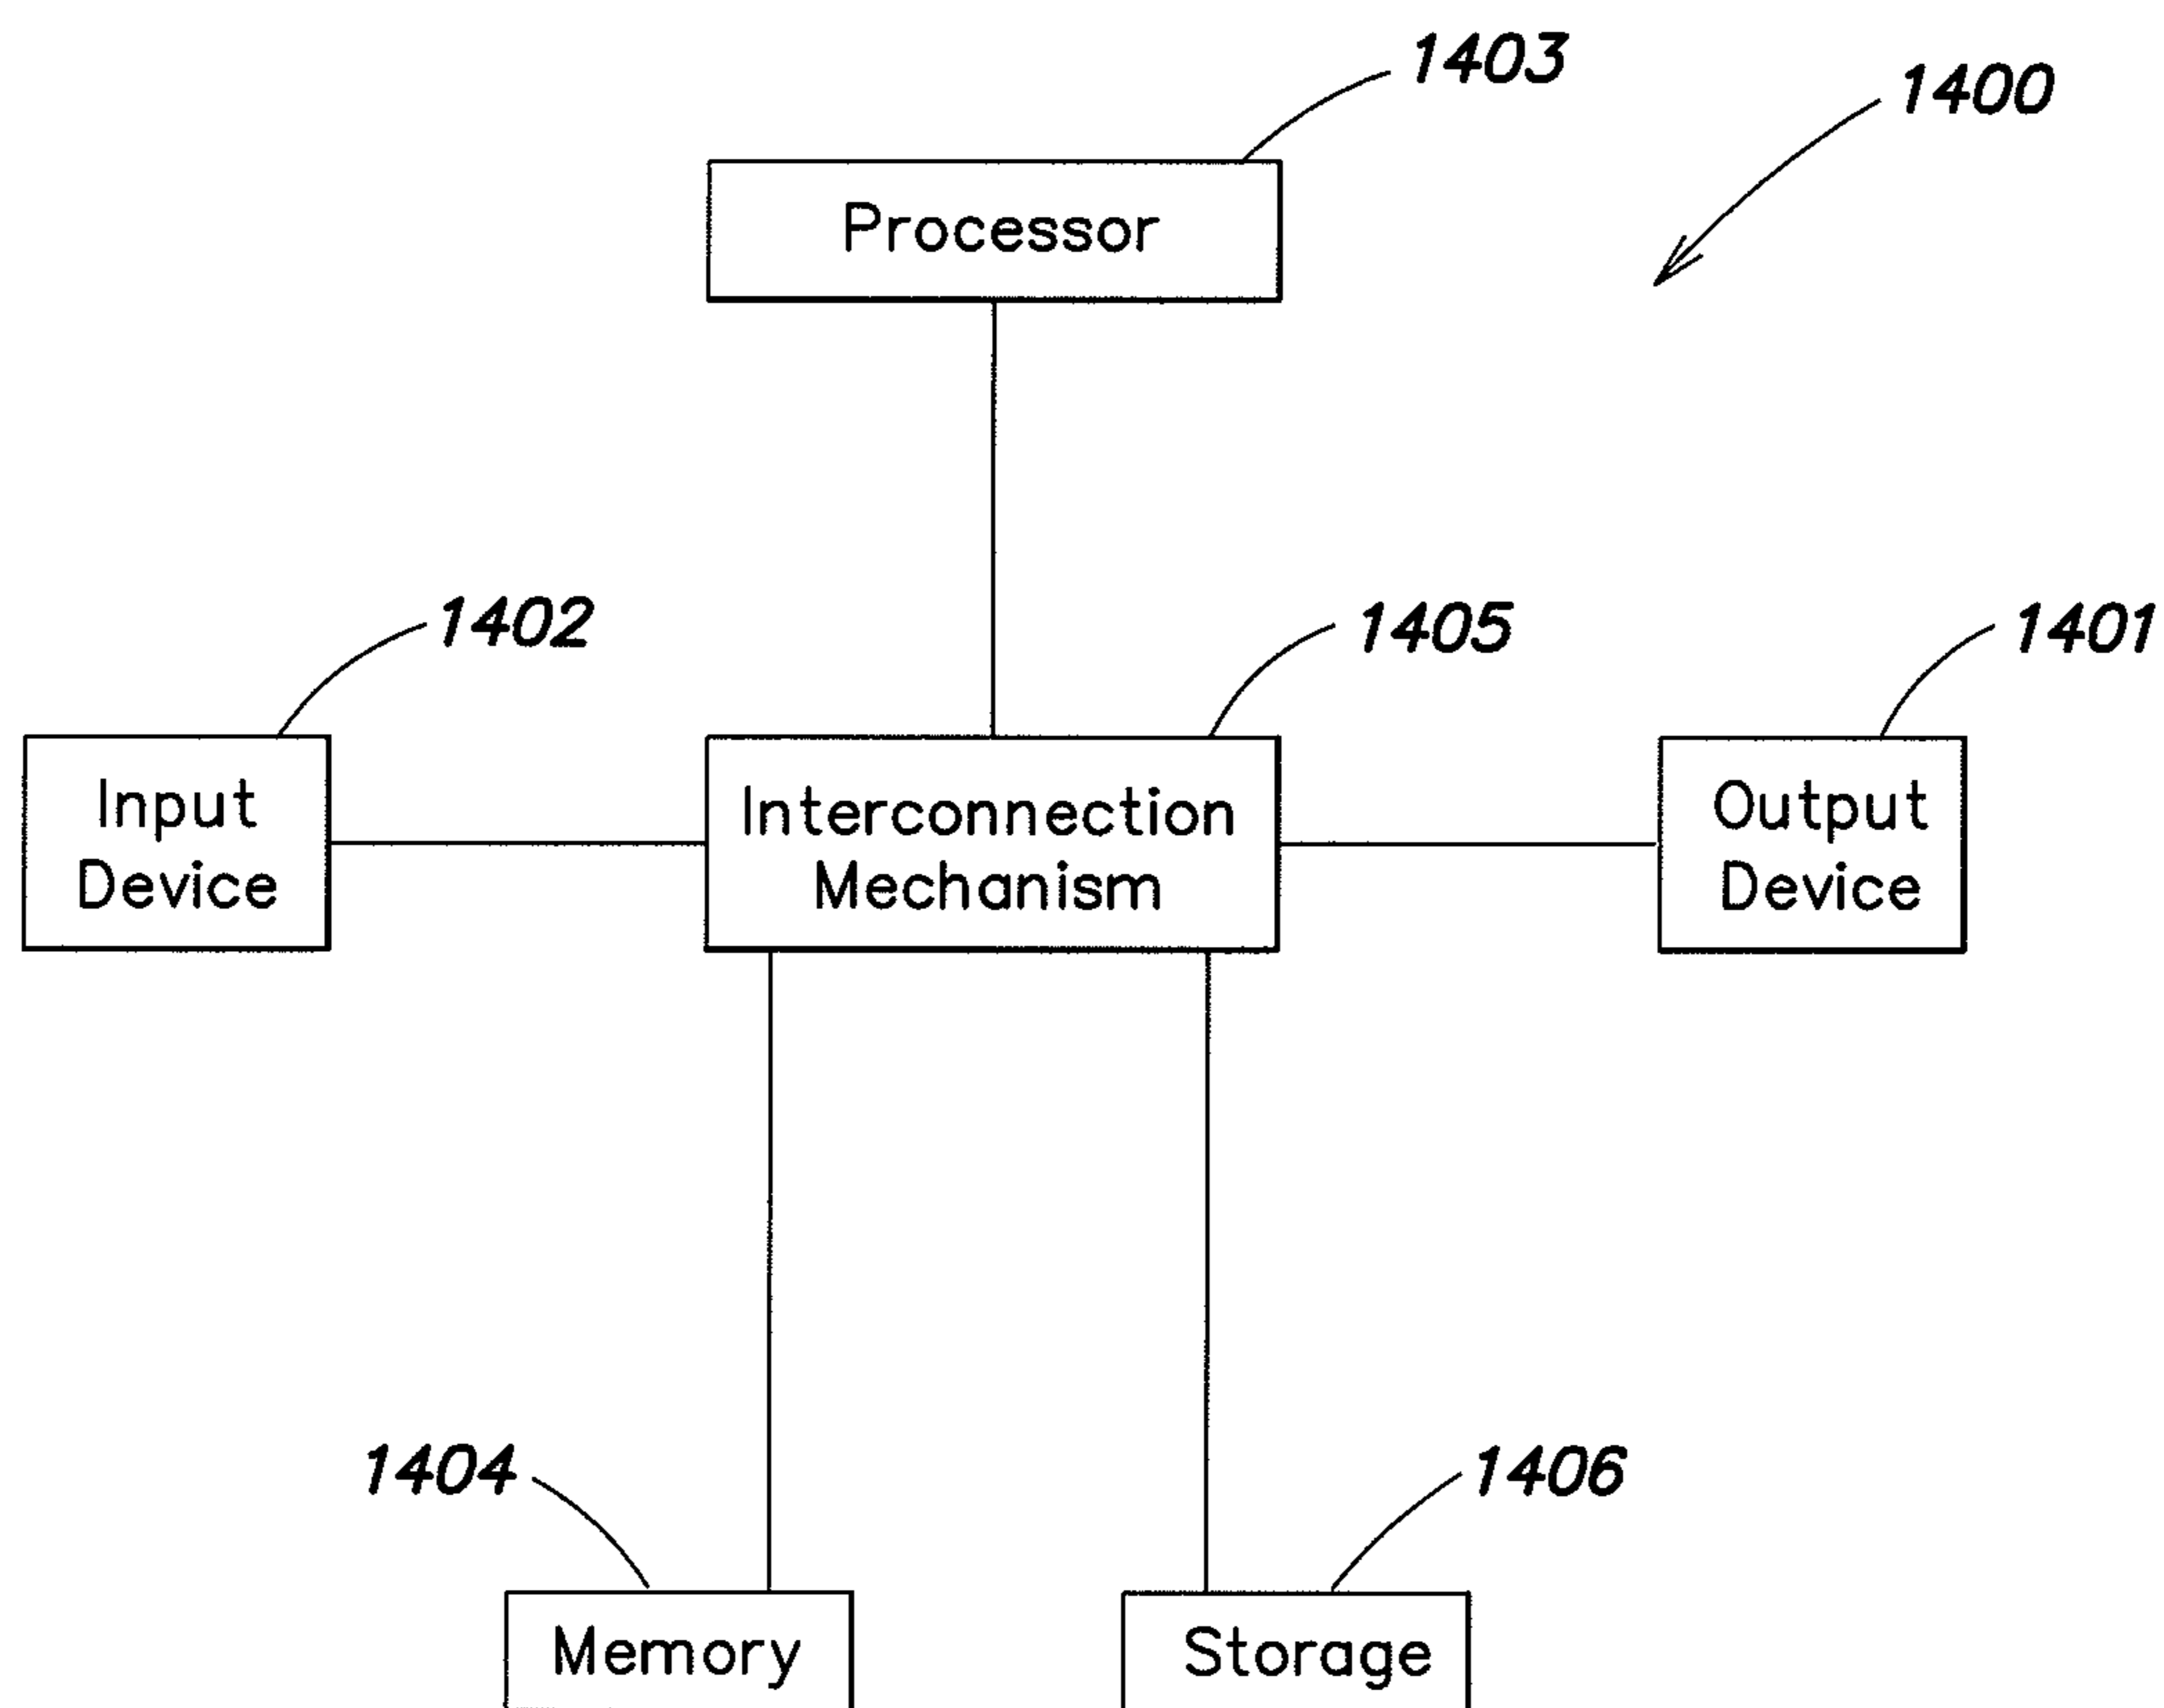 1403
1400
Processor
1402
1405
1401
Input
Device
Interconnection
Mechanism
Output
Device
1404
1406
Memory
Storage